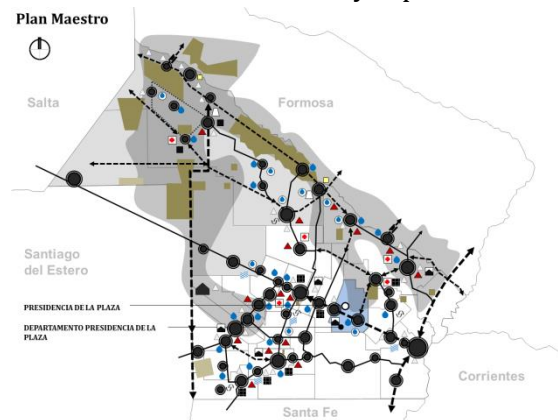 Plan Maestro
Salta
Formosa
Santiago
del Estero
PRESIDENCIA DE LA PLAZA
DEPARTAMENTO PRESIDENCIA DE LA
PLAZA
Corrientes
Santa Fe